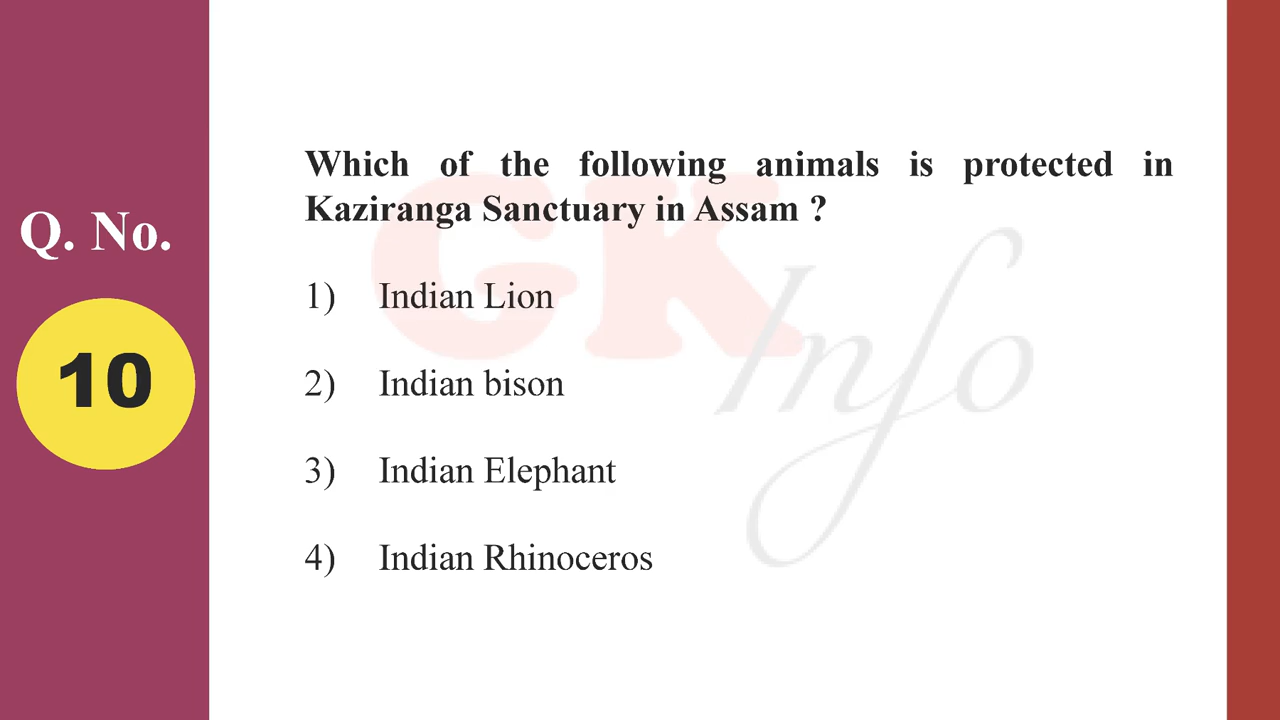 Q. No.
10
Which of the following animals is protected in
Kaziranga Sanctuary in Assam ?
1) Indian Lion
2) Indian bison
3) Indian Elephant
4) Indian Rhinoceros
GK
Info